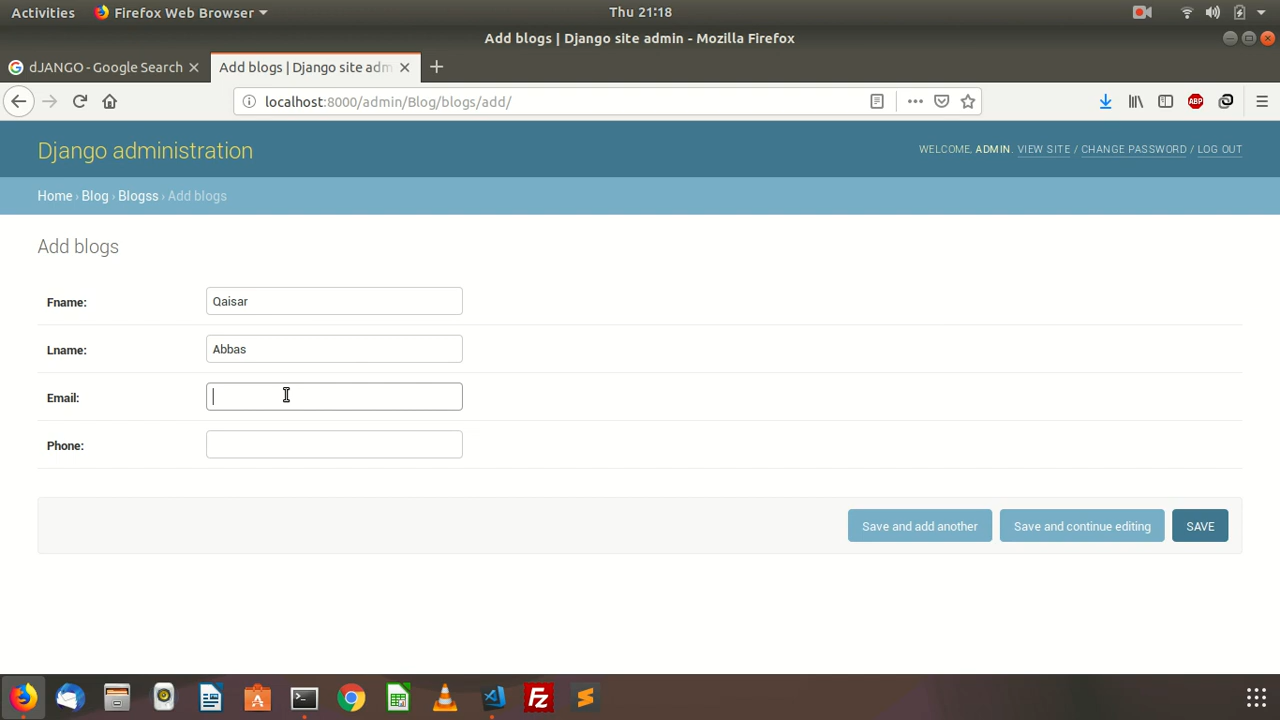 Activities Firefox Web Browser Thu 21:18
Add blogs | Django site admin - Mozilla Firefox
dJANGO - Google Search Add blogs | Django site adm
localhost:8000/admin/Blog/blogs/add/ ABP
Django administration WELCOME, ADMIN. VIEW SITE / CHANGE PASSWORD / LOG OUT
Home › Blog › Blogss › Add blogs
Add blogs
Fname: Qaisar
Lname: Abbas
Email:
Phone:
Save and add another Save and continue editing SAVE